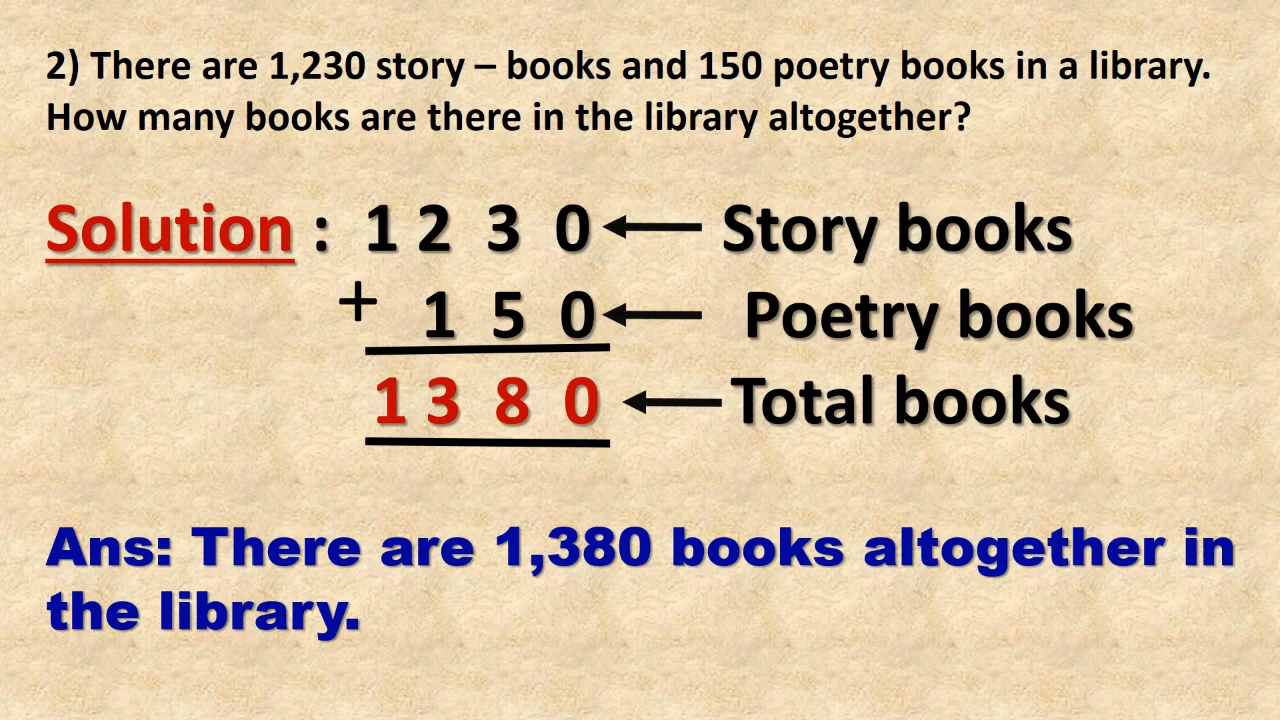 2) There are 1,230 story – books and 150 poetry books in a library.
How many books are there in the library altogether?
Solution : 1 2 3 0 Story books
+ 1 5 0 Poetry books
1 3 8 0 Total books
Ans: There are 1,380 books altogether in
the library.